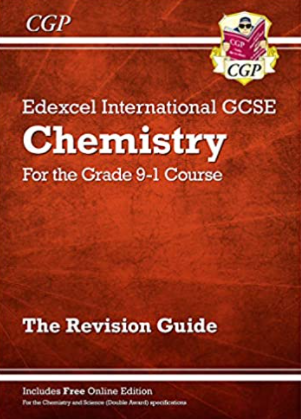 CGP
CGP
CGP
Edexcel International GCSE
Chemistry
For the Grade 9-1 Course
The Revision Guide
Includes Free Online Edition
For the Chemistry and Science (Double Award) specifications